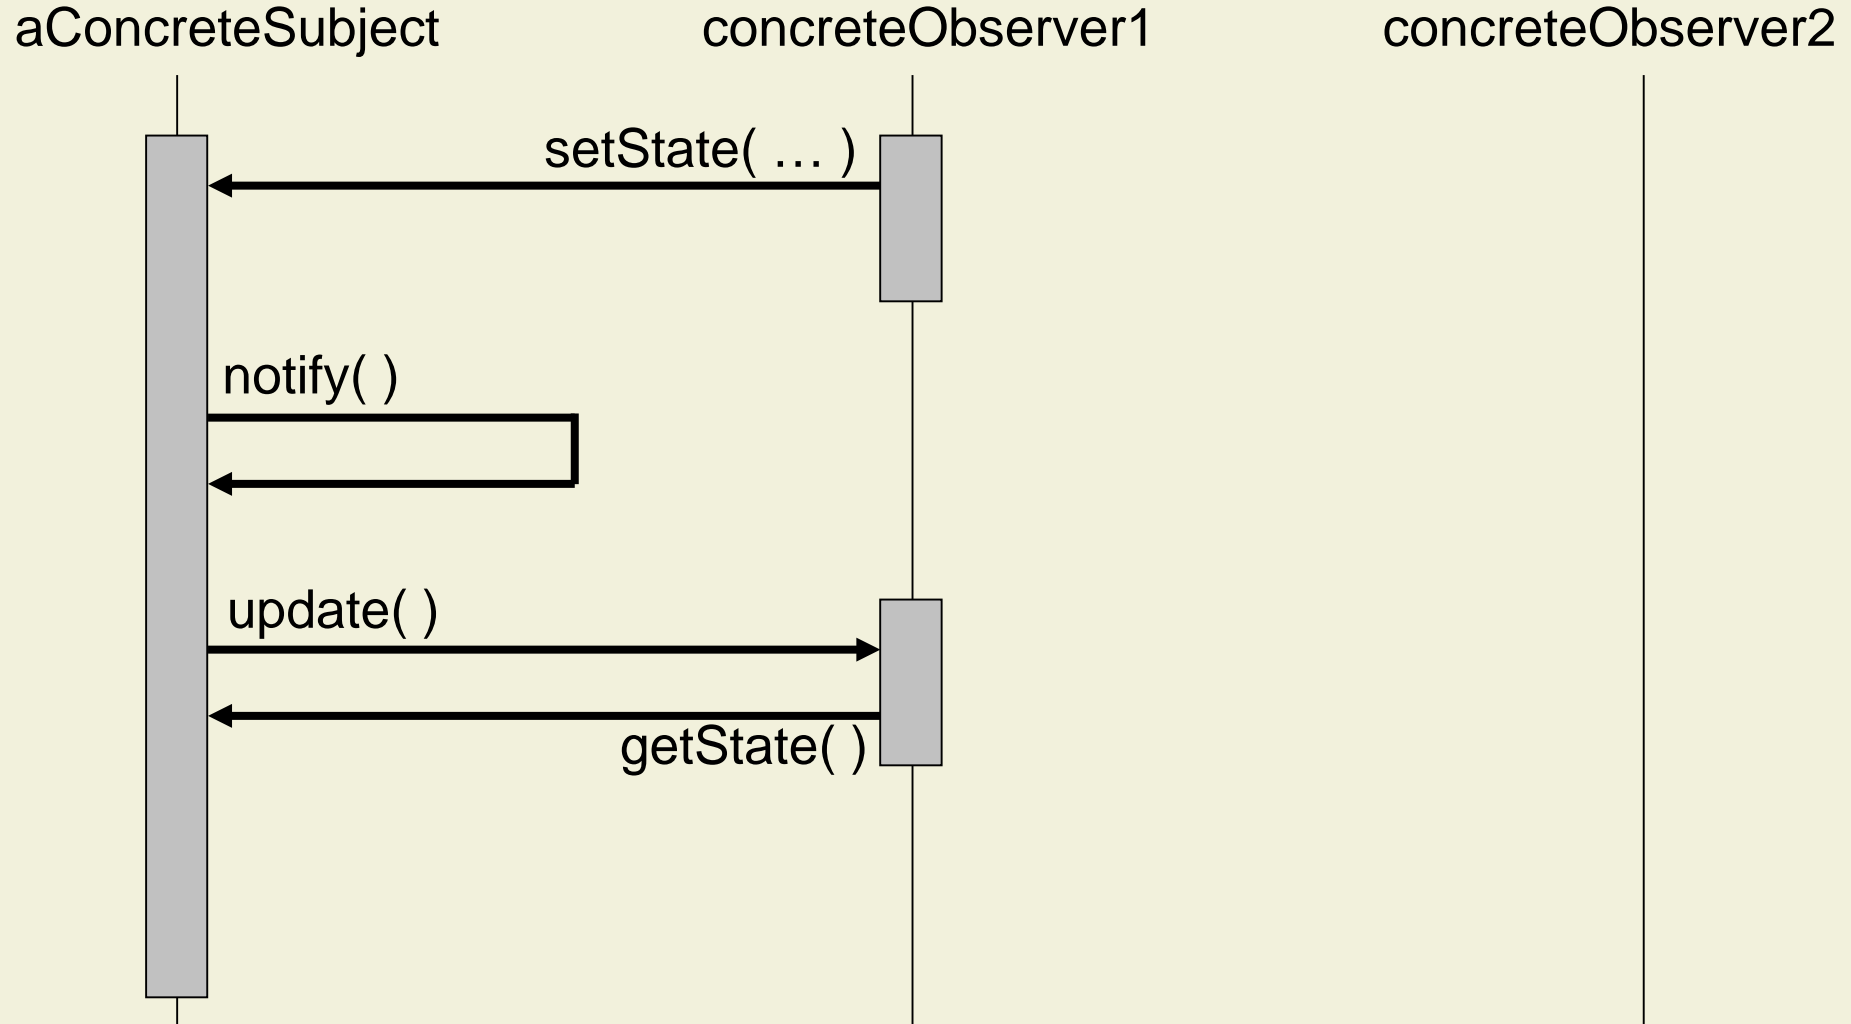 aConcreteSubject concreteObserver1 concreteObserver2
setState( … )
notify( )
update( )
getState( )